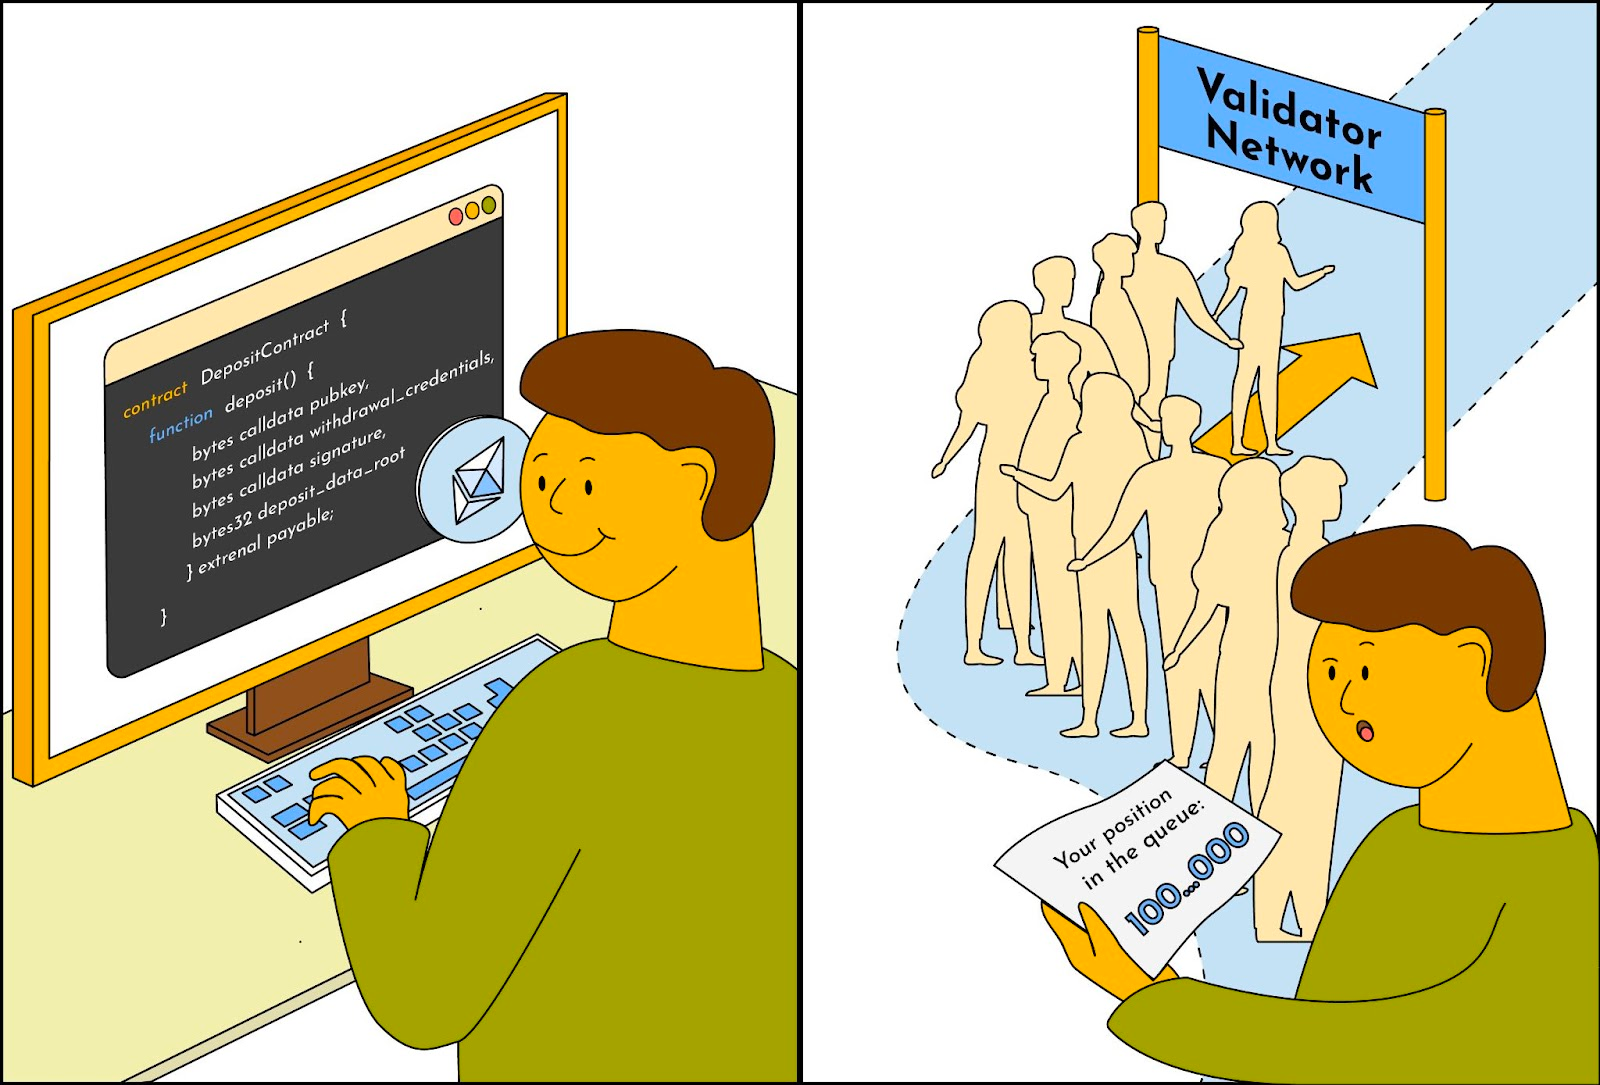 contract DepositContract {
function deposit() {
bytes calldata pubkey,
bytes calldata withdrawal_credentials,
bytes calldata signature,
bytes32 deposit_data_root
} extrenal payable;
}
Validator
Network
Your position
in the queue:
100...000